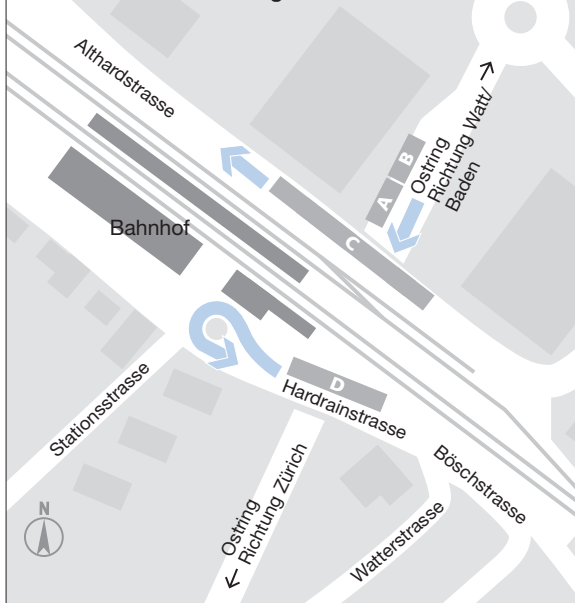 Althardstrasse
Ostring
Richtung Watt/
Baden
B
A
C
Bahnhof
D
Hardrainstrasse
Stationsstrasse
Böschstrasse
Ostring
Richtung Zürich
Watterstrasse
N